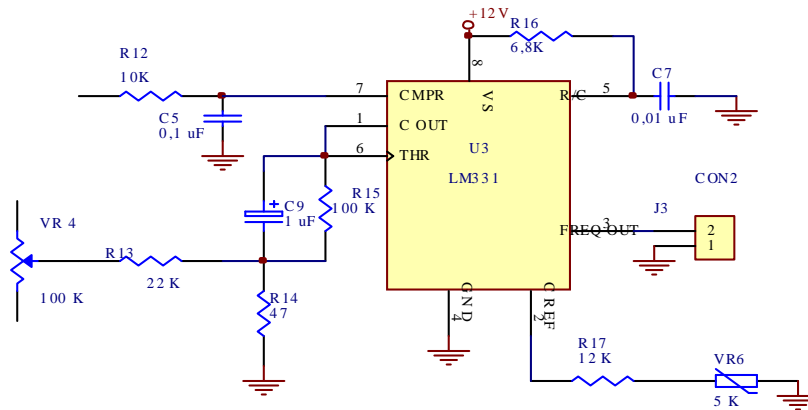 +12V
R16
6,8K
R12
10K
C5
0,1 uF
7
CMPR
1
C OUT
6
THR
8
VS
R/C
5
C7
0,01 uF
U3
LM331
C9
1 uF
R15
100 K
VR 4
100 K
R13
22 K
R14
47
FREQ OUT
3
J3
CON2
2
1
GND
4
C REF
2
R17
12 K
VR6
5 K